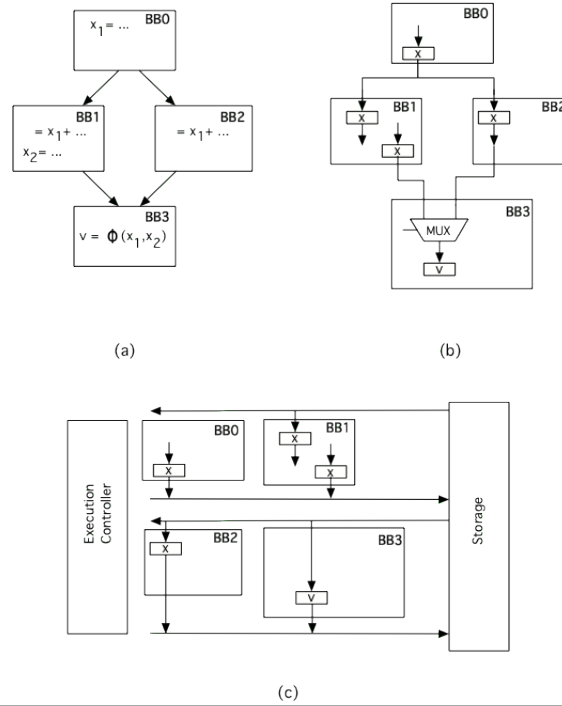 BB0
x1= ...
BB1
= x1+ ...
x2= ...
BB2
= x1+ ...
BB3
v = Φ(x1,x2)
(a)
BB0
x
BB1
x
x
BB2
x
BB3
MUX
v
(b)
Execution
Controller
BB0
x
BB1
x
x
BB2
x
BB3
v
Storage
(c)